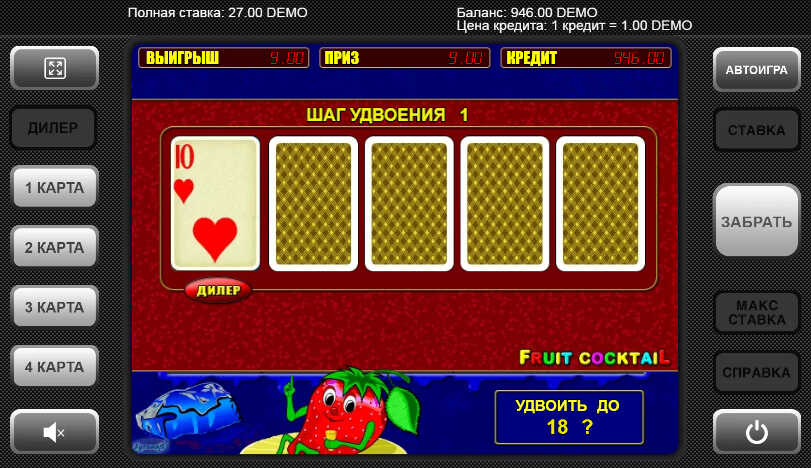 Полная ставка: 27.00 DEMO
Баланс: 946.00 DEMO
Цена кредита: 1 кредит = 1.00 DEMO
ВЫИГРЫШ 9.00 ПРИЗ 9.00 КРЕДИТ 946.00
АВТОИГРА
ДИЛЕР
СТАВКА
ШАГ УДВОЕНИЯ 1
10
1 КАРТА
2 КАРТА
3 КАРТА
4 КАРТА
ЗАБРАТЬ
ДИЛЕР
МАКС
СТАВКА
FRUIT COCKTAIL
СПРАВКА
УДВОИТЬ ДО
18 ?